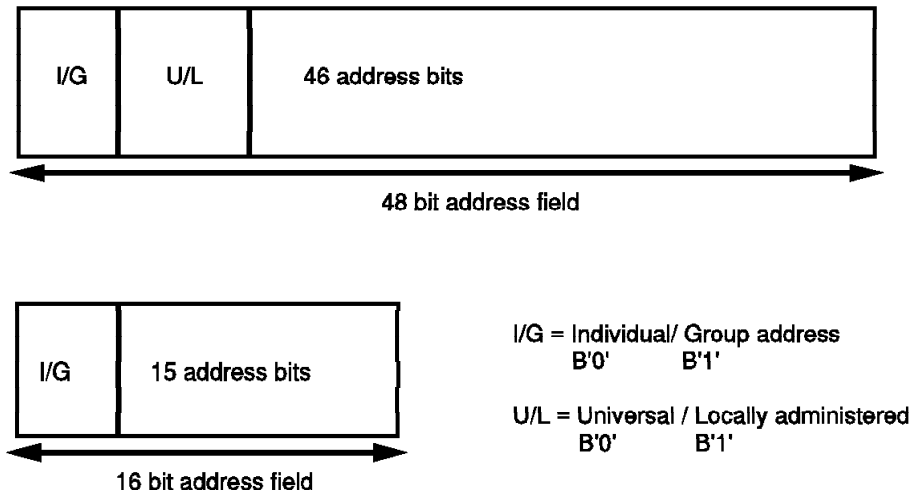 I/G U/L 46 address bits
48 bit address field
I/G 15 address bits
16 bit address field
I/G = Individual/ Group address
B'0' B'1'
U/L = Universal / Locally administered
B'0' B'1'